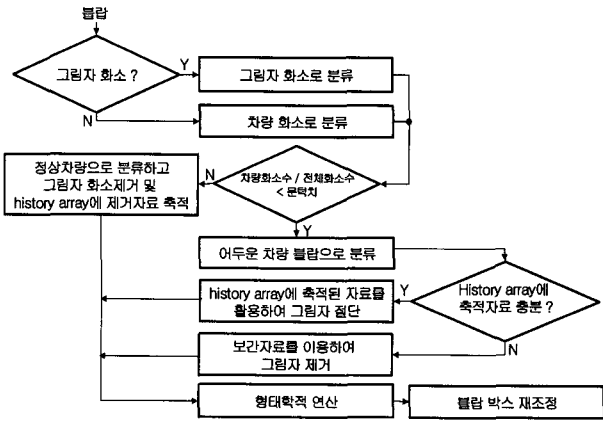 블랍
그림자 화소 ?
Y
그림자 화소로 분류
N
차량 화소로 분류
정상차량으로 분류하고
그림자 화소제거 및
history array에 제거자료 축적
N
차량화소수 / 전체화소수
< 문턱치
Y
어두운 차량 블랍으로 분류
history array에 축적된 자료를
활용하여 그림자 절단
Y
History array에
축적자료 충분 ?
보간자료를 이용하여
그림자 제거
N
형태학적 연산
블랍 박스 재조정